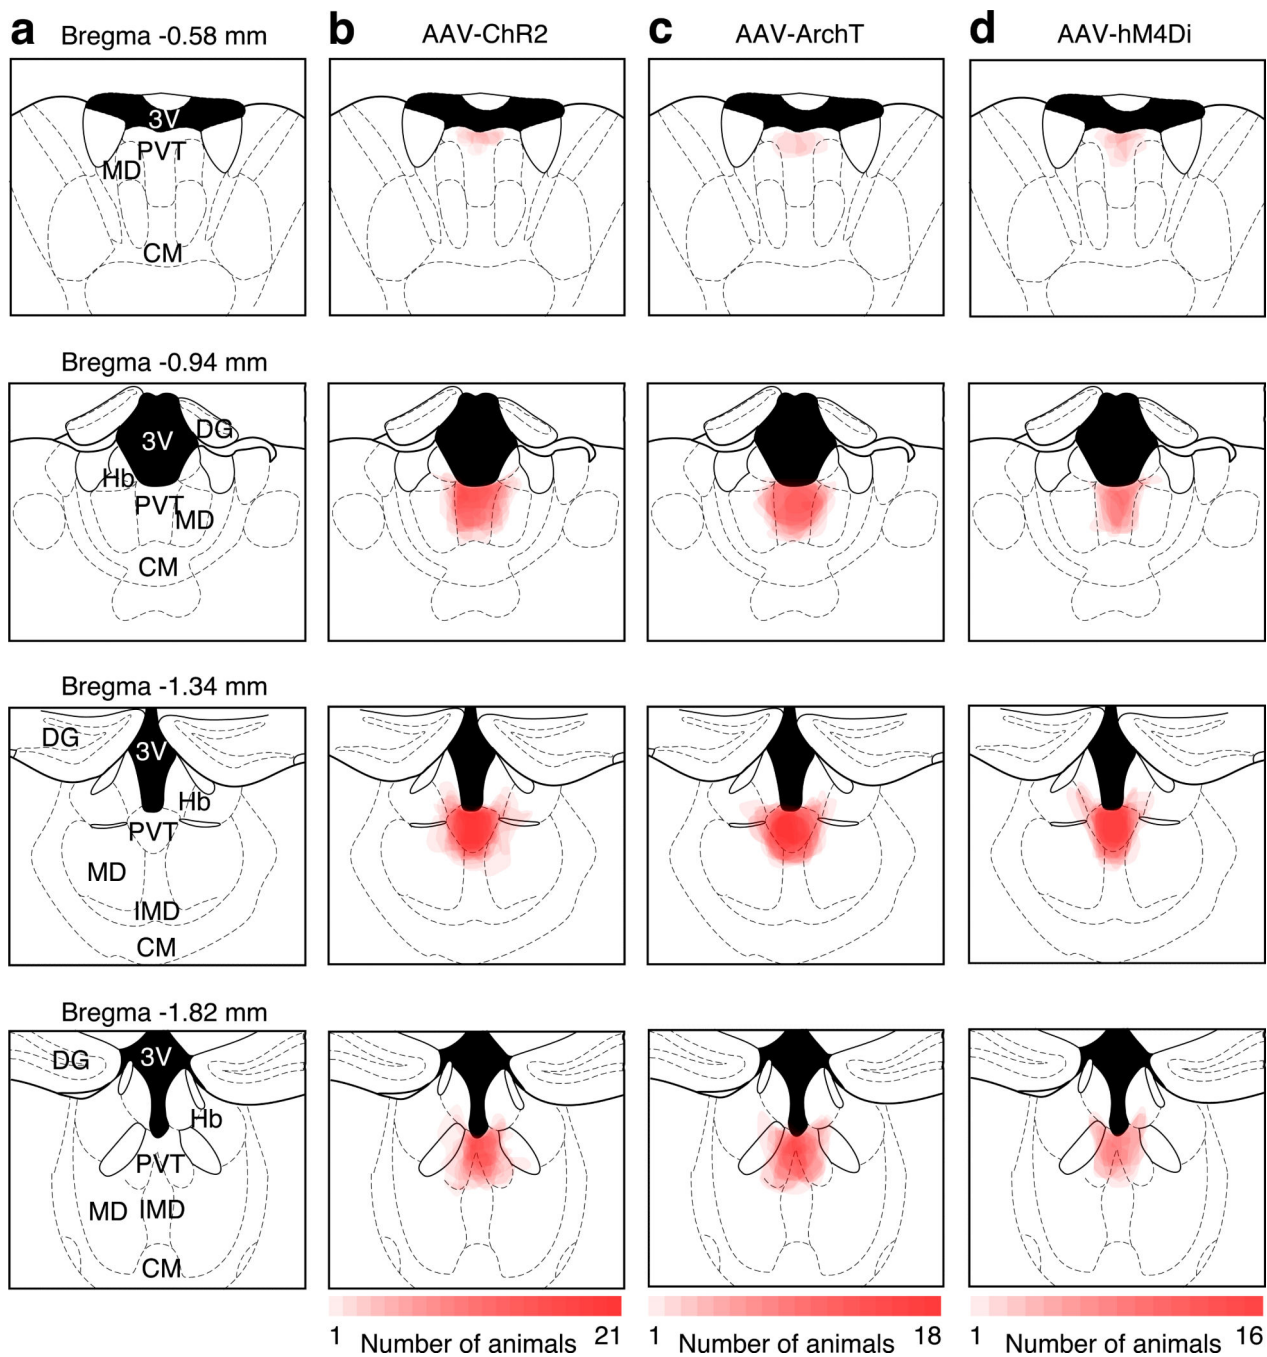 a Bregma -0.58 mm
b AAV-ChR2
c AAV-ArchT
d AAV-hM4Di
3V
PVT
MD
CM
Bregma -0.94 mm
DG
3V
Hb
PVT
MD
CM
Bregma -1.34 mm
DG
3V
Hb
PVT
MD
IMD
CM
Bregma -1.82 mm
DG
3V
Hb
PVT
MD IMD
CM
1 Number of animals 21
1 Number of animals 18
1 Number of animals 16